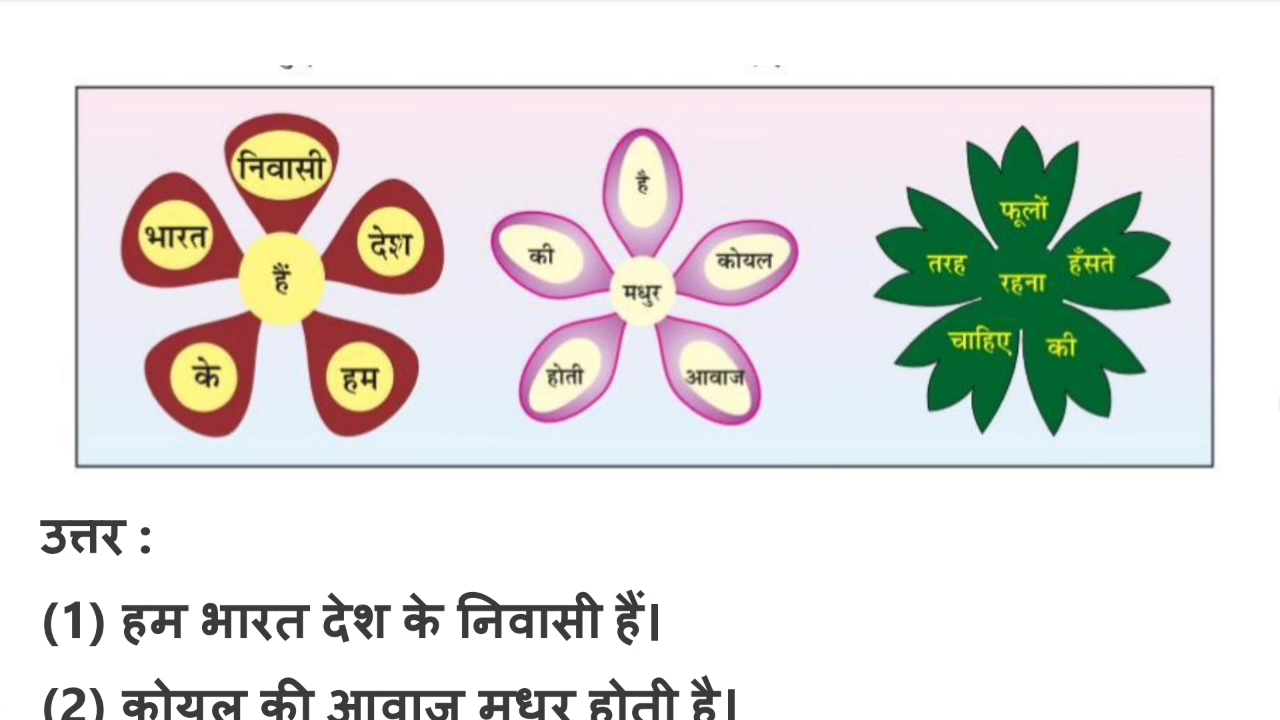 निवासी
भारत
देश
हैं
के
हम
है
की
कोयल
मधुर
होती
आवाज
फूलों
तरह
हँसते
रहना
चाहिए
की
उत्तर :
(1) हम भारत देश के निवासी हैं।
(2) कोयल की आवाज मधुर होती है।